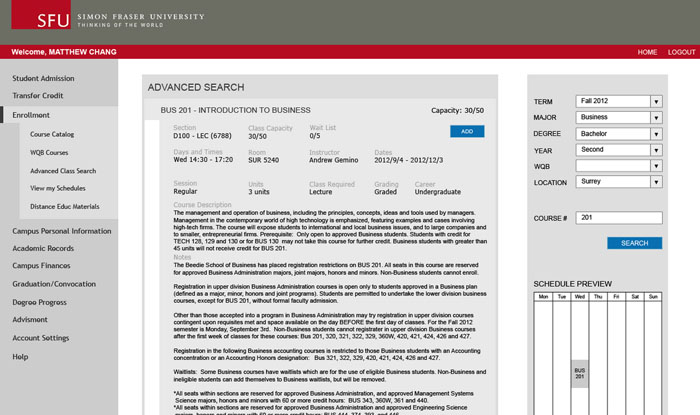 SFU SIMON FRASER UNIVERSITY
THINKING OF THE WORLD
Welcome, MATTHEW CHANG
HOME LOGOUT
Student Admission
Transfer Credit
Enrollment
Course Catalog
WQB Courses
Advanced Class Search
View my Schedules
Distance Educ Materials
Campus Personal Information
Academic Records
Campus Finances
Graduation/Convocation
Degree Progress
Advisment
Account Settings
Help
ADVANCED SEARCH
BUS 201 - INTRODUCTION TO BUSINESS Capacity: 30/50
Section Class Capacity Wait List
D100 - LEC (6788) 30/50 0/5 ADD
Days and Times Room Instructor Dates
Wed 14:30 - 17:20 SUR 5240 Andrew Gemino 2012/9/4 - 2012/12/3
Session Units Class Required Grading Career
Regular 3 units Lecture Graded Undergraduate
Course Description
The management and operation of business, including the principles, concepts, ideas and tools used by managers.
Management in the contemporary world of high technology is emphasized, featuring examples and cases involving
high-tech firms. The course will expose students to international and local business issues, and to large companies and
to smaller, entrepreneurial firms. Prerequisite: Only open to approved Business students. Students with credit for
TECH 128, 129 and 130 or for BUS 130 may not take this course for further credit. Business students with greater than
45 units will not receive credit for BUS 201.
Notes
The Beedie School of Business has placed registration restrictions on BUS 201. All seats in this course are reserved
for approved Business Administration majors, joint majors, honors and minors. Non-Business students cannot enrol.
Registration in upper division Business Administration courses is open only to students approved in a Business plan
(defined as a major, minor, honors and joint programs). Students are permitted to undertake the lower division business
courses, except for BUS 201, without formal faculty admission.
Other than those accepted into a program in Business Administration may try registration in upper division courses
contingent upon requisites met and space available on the day BEFORE the first day of classes. For the Fall 2012
semester is Monday, September 3rd. Non-Business students cannot registrater in upper division Business courses
after the first week of classes for these courses: Bus 201, 320, 321, 322, 329, 360W, 420, 421, 424, 426 and 427.
Registration in the following Business accounting courses is restricted to those Business students with an Accounting
concentration or an Accounting Honors designation: Bus 321, 322, 329, 420, 421, 424, 426 and 427.
Waitlists: Some Business courses have waitlists which are for the use of eligible Business students. Non-Business and
ineligible students can add themselves to Business waitlists, but will be removed.
*All seats within sections are reserved for approved Business Administration, and approved Management Systems
Science majors, honors and minors with 60 or more credit hours: BUS 343, 360W, 361 and 440.
*All seats within sections are reserved for approved Business Administration and approved Engineering Science
TERM Fall 2012
MAJOR Business
DEGREE Bachelor
YEAR Second
WQB
LOCATION Surrey
COURSE # 201
SEARCH
SCHEDULE PREVIEW
Mon Tue Wed Thu Fri Sat Sun
BUS
201